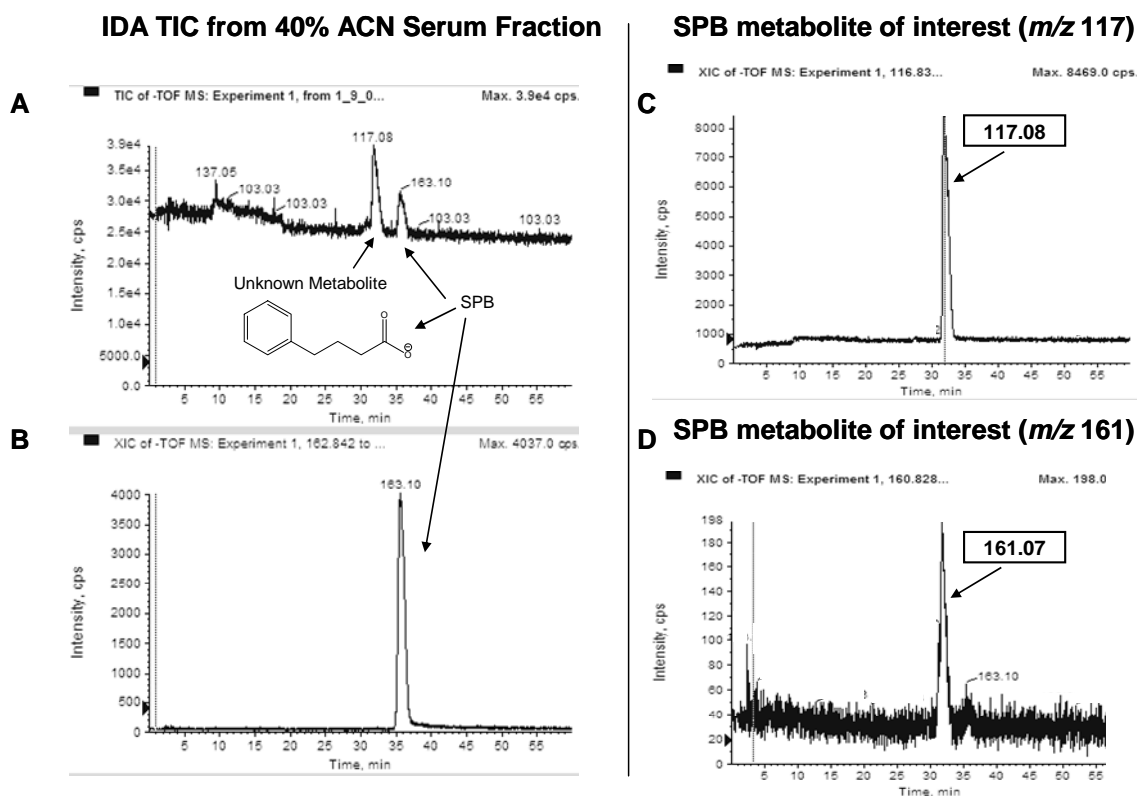 IDA TIC from 40% ACN Serum Fraction
SPB metabolite of interest (m/z 117)
A
TIC of -TOF MS: Experiment 1, from 1_9_0...
Max. 3.9e4 cps.
3.9e4
3.5e4
3.0e4
2.5e4
2.0e4
1.5e4
1.0e4
5000.0
0.0
Intensity, cps
137.05
103.03
103.03
117.08
163.10
103.03
103.03
Unknown Metabolite
SPB
O
O
⊖
5 10 15 20 25 30 35 40 45 50 55
Time, min
B
XIC of -TOF MS: Experiment 1, 162.842 to ...
Max. 4037.0 cps.
163.10
4000
3500
3000
2500
2000
1500
1000
500
0
Intensity, cps
5 10 15 20 25 30 35 40 45 50 55
Time, min
C
XIC of -TOF MS: Experiment 1, 116.83...
Max. 8469.0 cps.
117.08
8000
7000
6000
5000
4000
3000
2000
1000
0
Intensity, cps
5 10 15 20 25 30 35 40 45 50 55
Time, min
D
SPB metabolite of interest (m/z 161)
XIC of -TOF MS: Experiment 1, 160.828...
Max. 198.0
161.07
163.10
198
180
160
140
120
100
80
60
40
20
0
Intensity, cps
5 10 15 20 25 30 35 40 45 50 55
Time, min